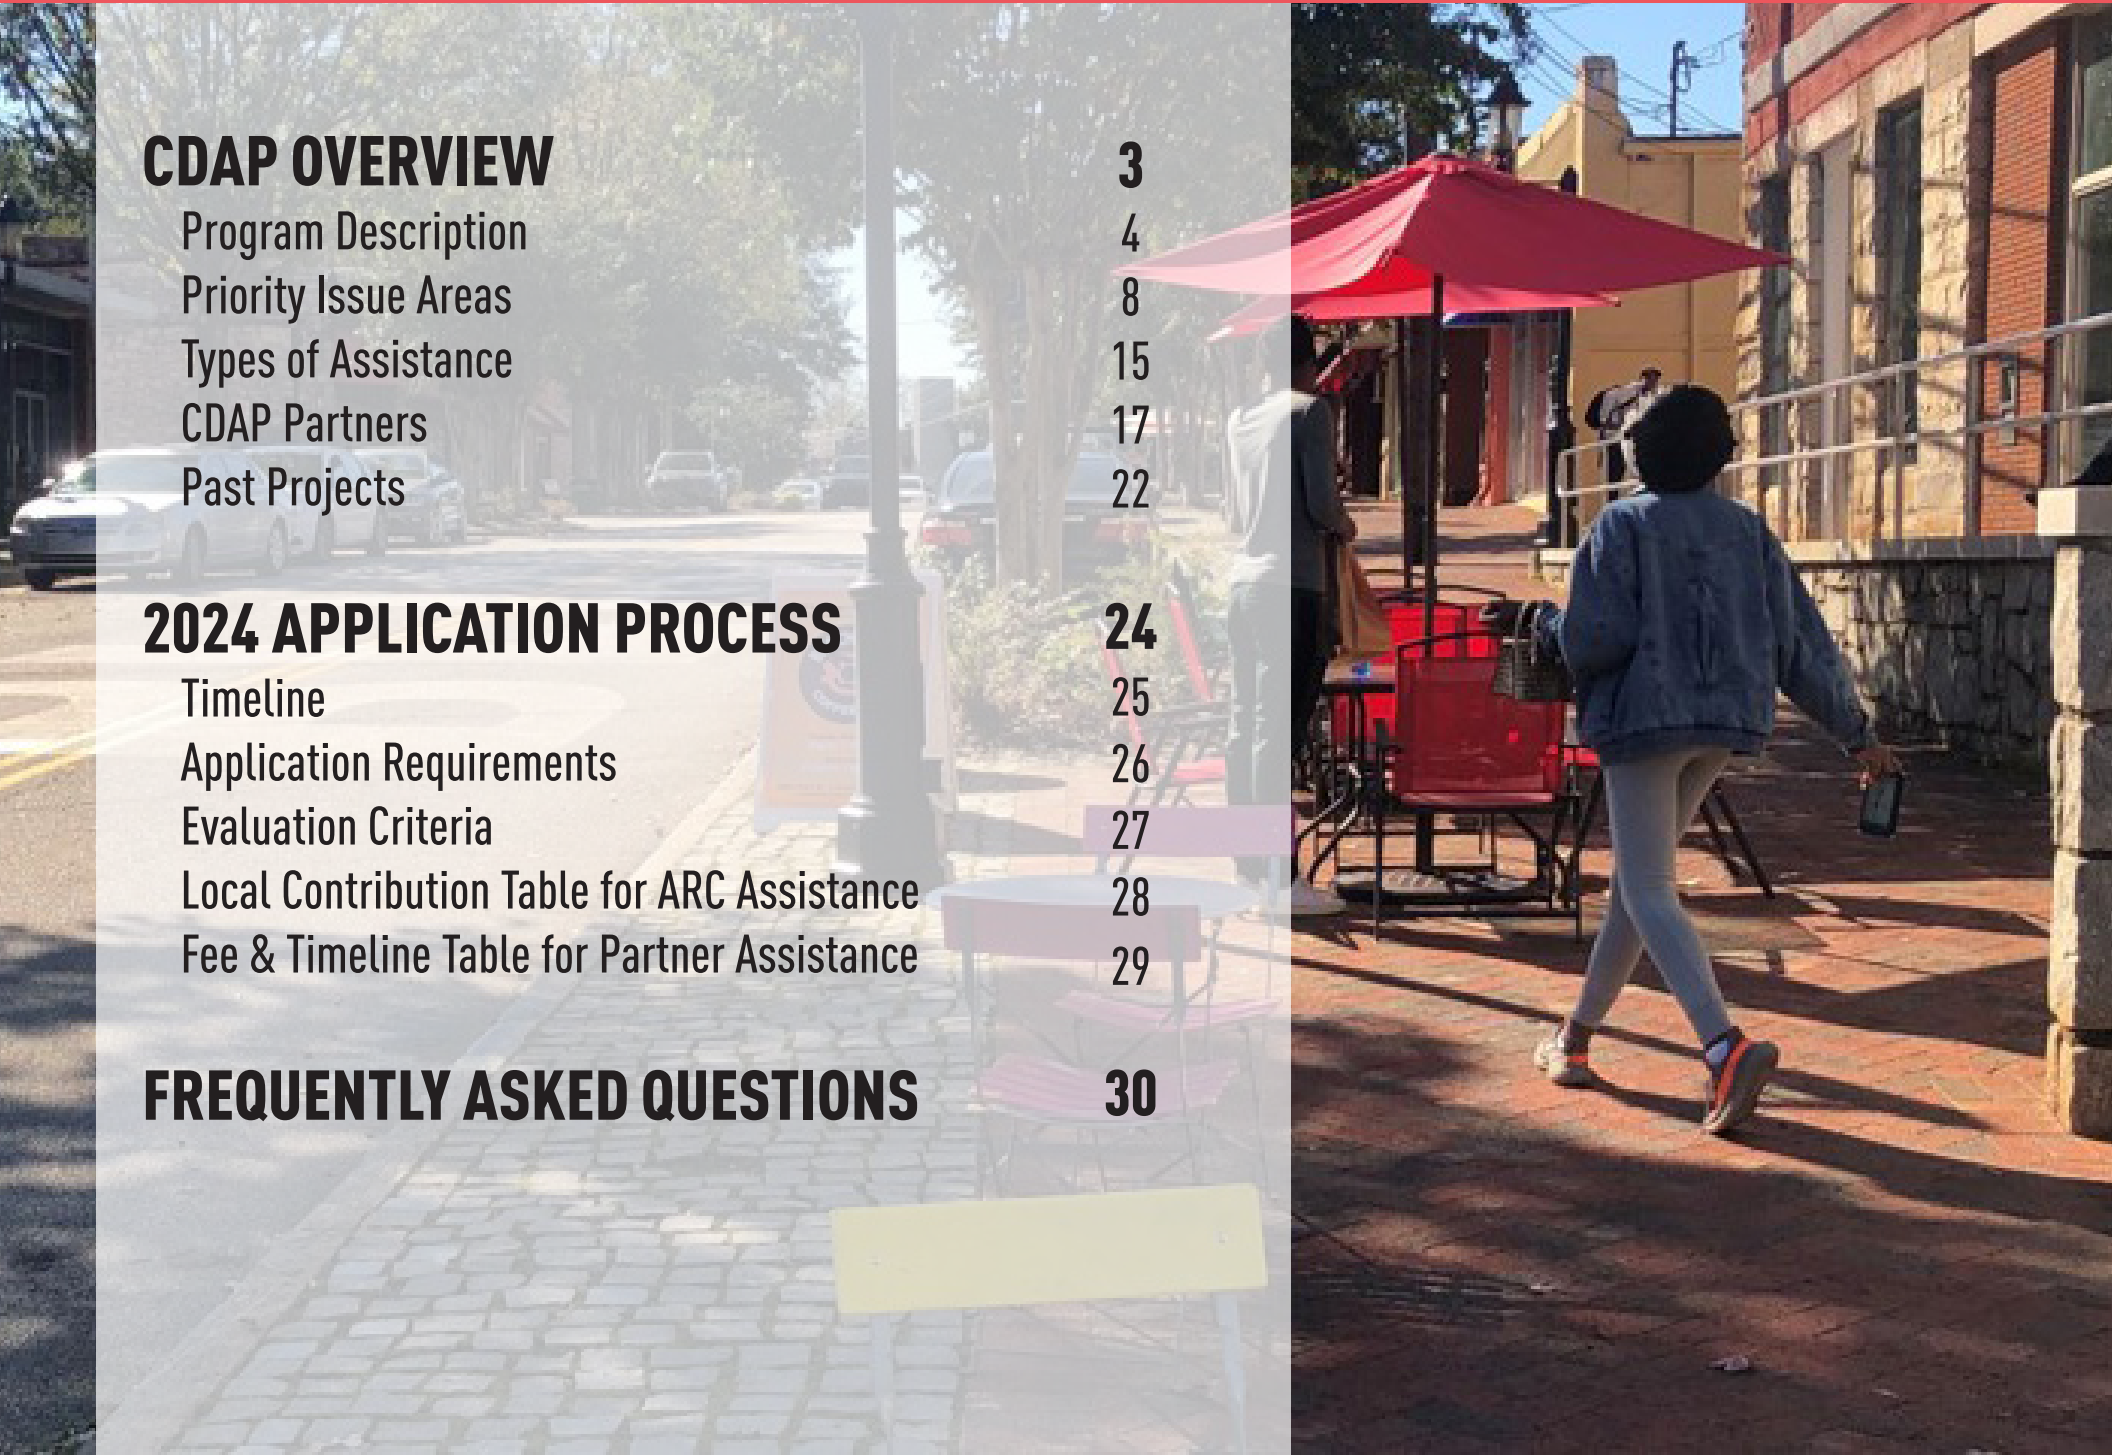 CDAP OVERVIEW 3
Program Description 4
Priority Issue Areas 8
Types of Assistance 15
CDAP Partners 17
Past Projects 22
2024 APPLICATION PROCESS 24
Timeline 25
Application Requirements 26
Evaluation Criteria 27
Local Contribution Table for ARC Assistance 28
Fee & Timeline Table for Partner Assistance 29
FREQUENTLY ASKED QUESTIONS 30